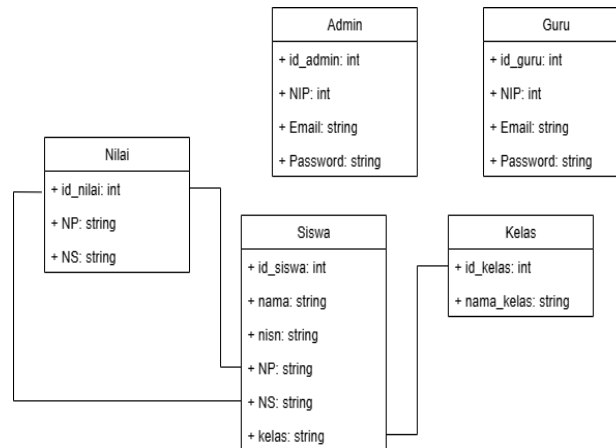 Admin
+ id_admin: int
+ NIP: int
+ Email: string
+ Password: string
Guru
+ id_guru: int
+ NIP: int
+ Email: string
+ Password: string
Nilai
+ id_nilai: int
+ NP: string
+ NS: string
Siswa
+ id_siswa: int
+ nama: string
+ nisn: string
+ NP: string
+ NS: string
+ kelas: string
Kelas
+ id_kelas: int
+ nama_kelas: string